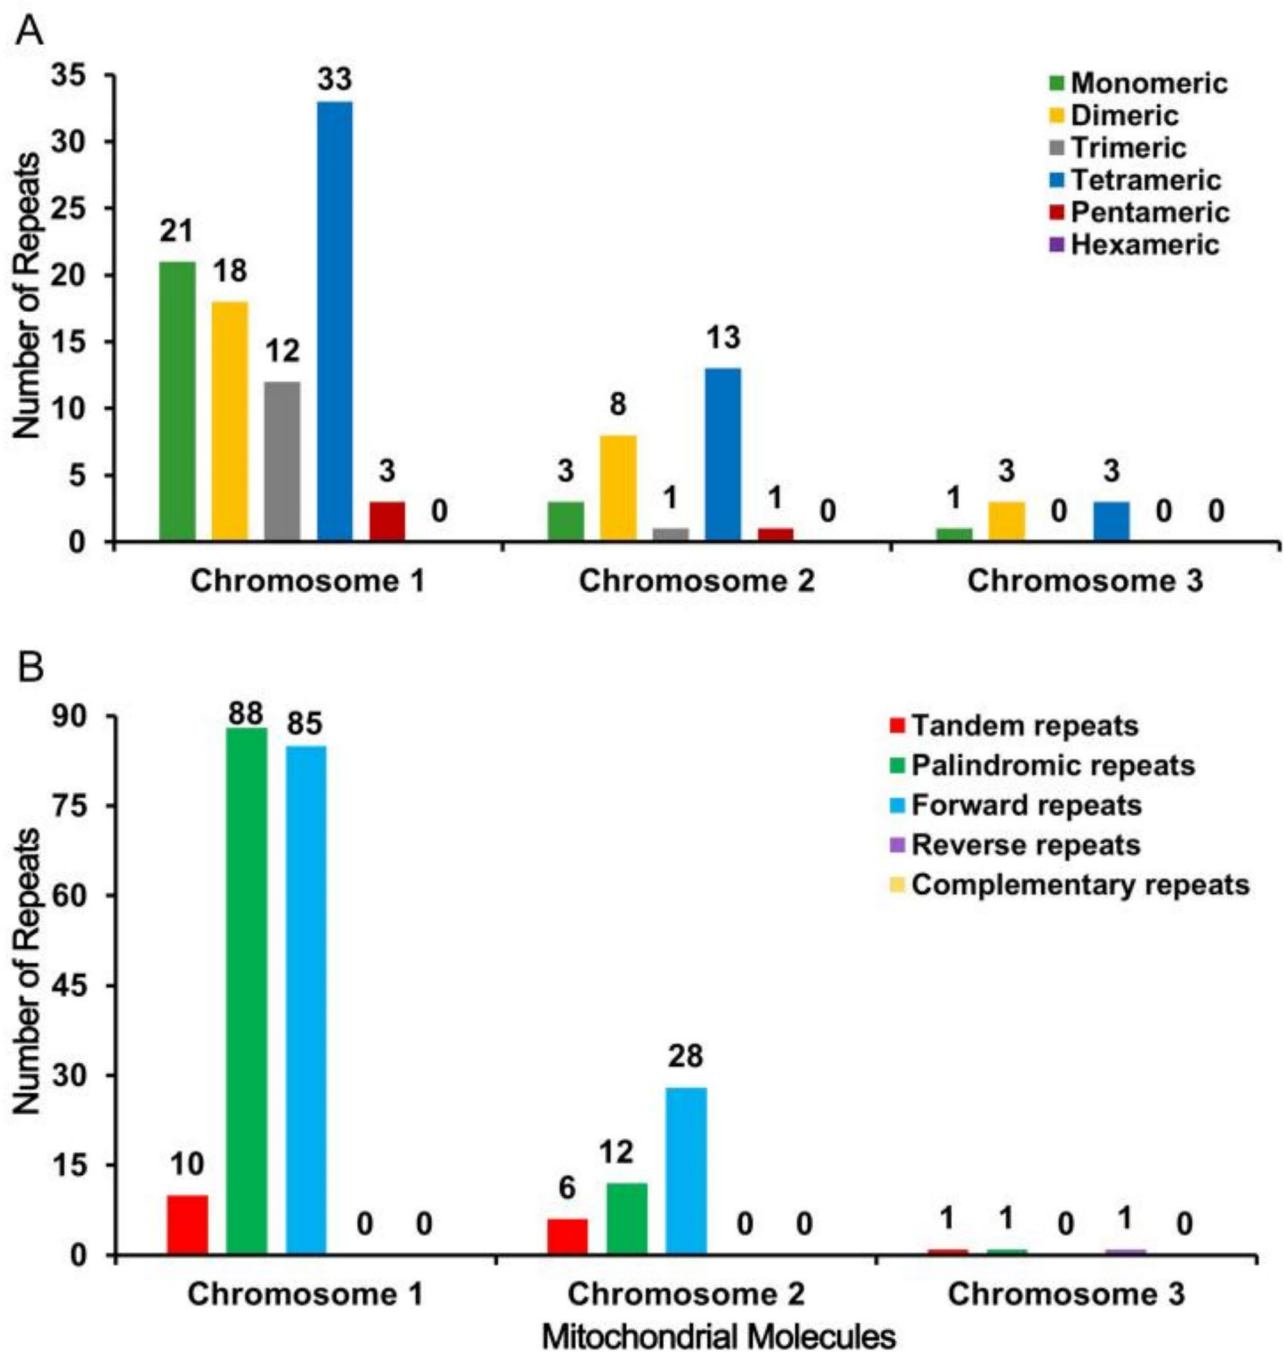 A
Number of Repeats
35
30
25
20
15
10
5
0
21
18
12
33
3
0
3
8
1
13
1
0
1
3
0
3
0
0
Monomeric
Dimeric
Trimeric
Tetrameric
Pentameric
Hexameric
Chromosome 1 Chromosome 2 Chromosome 3
B
Number of Repeats
90
75
60
45
30
15
0
10
88
85
0
0
6
12
28
0
0
1
1
0
1
0
Tandem repeats
Palindromic repeats
Forward repeats
Reverse repeats
Complementary repeats
Chromosome 1 Chromosome 2 Chromosome 3
Mitochondrial Molecules